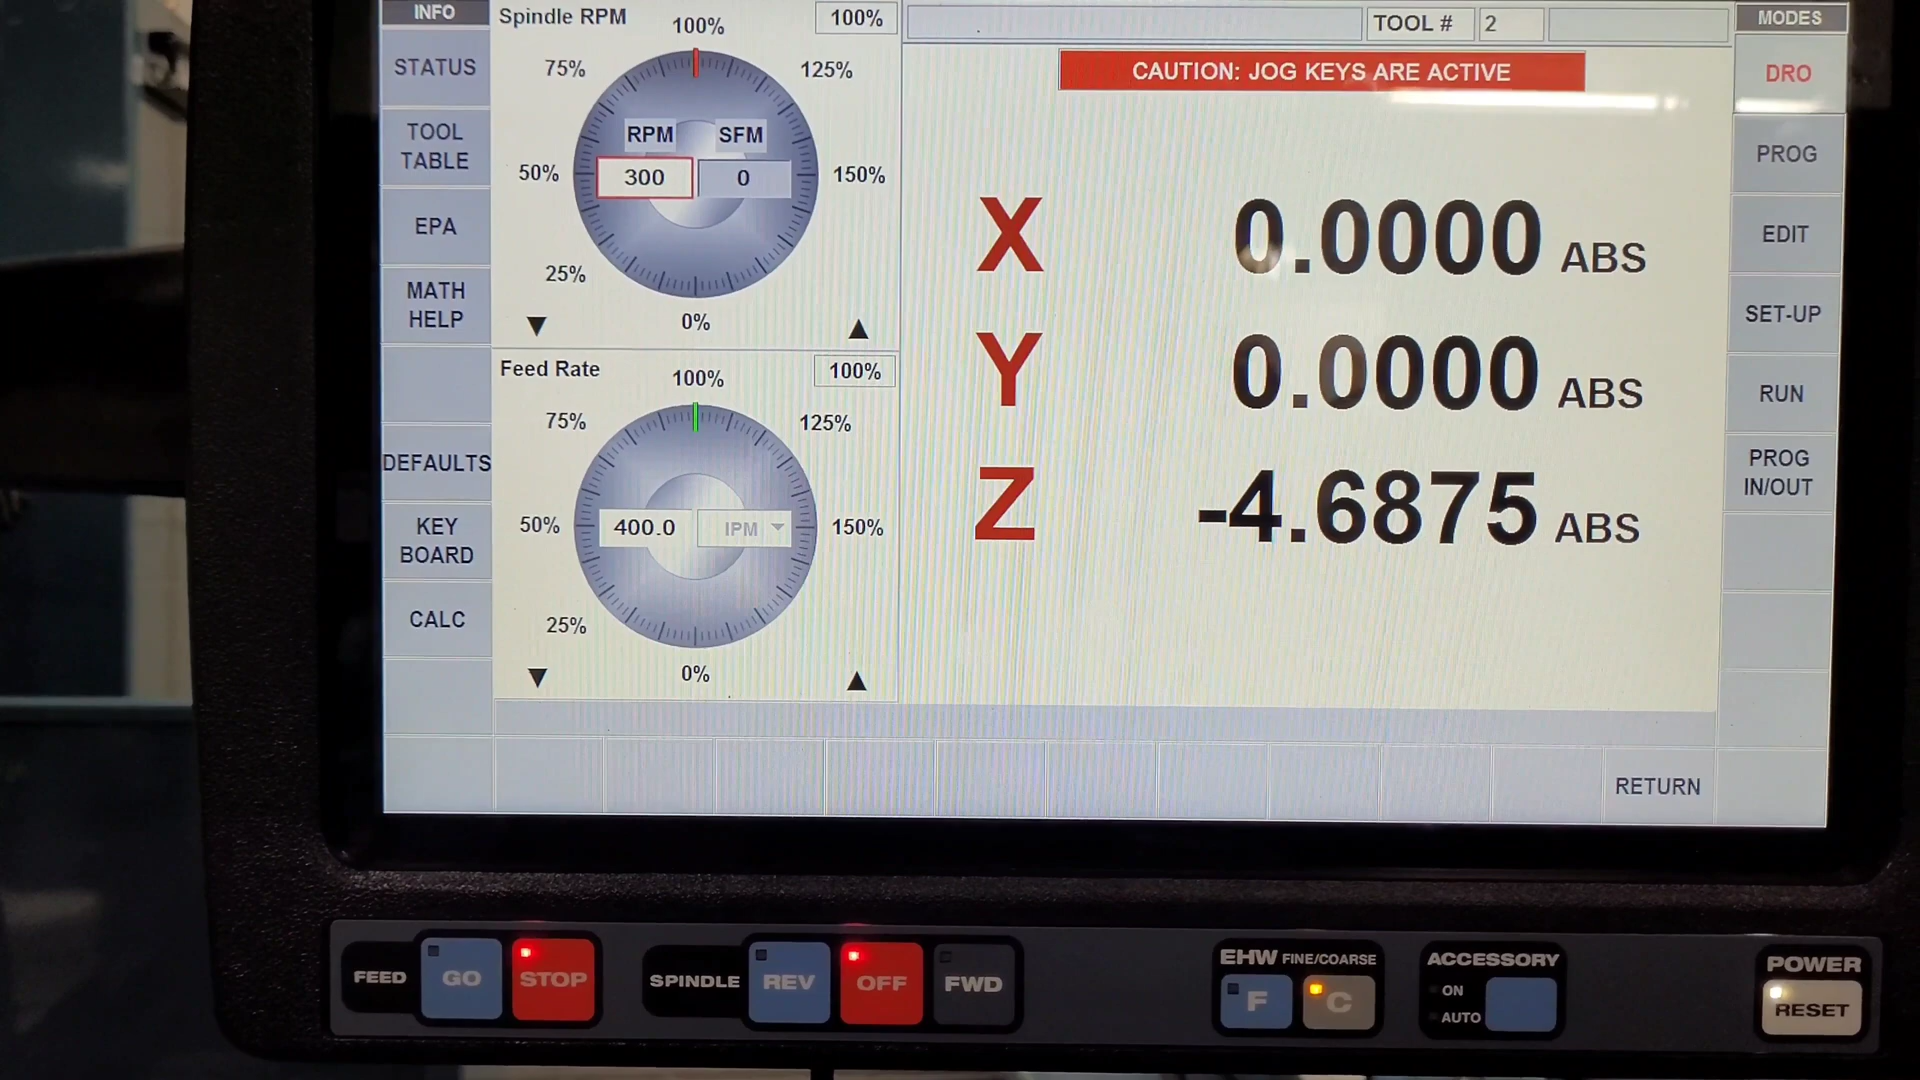 INFO
STATUS
TOOL
TABLE
EPA
MATH
HELP
DEFAULTS
KEY
BOARD
CALC
Spindle RPM
100%
100%
75%
125%
RPM
SFM
50%
300
0
150%
25%
0%
▼
▲
Feed Rate
100%
100%
75%
125%
50%
400.0
IPM
150%
25%
0%
▼
▲
TOOL #
2
CAUTION: JOG KEYS ARE ACTIVE
X 0.0000 ABS
Y 0.0000 ABS
Z -4.6875 ABS
MODES
DRO
PROG
EDIT
SET-UP
RUN
PROG
IN/OUT
RETURN
FEED
GO
STOP
SPINDLE
REV
OFF
FWD
EHW FINE/COARSE
F
C
ACCESSORY
ON
AUTO
POWER
RESET